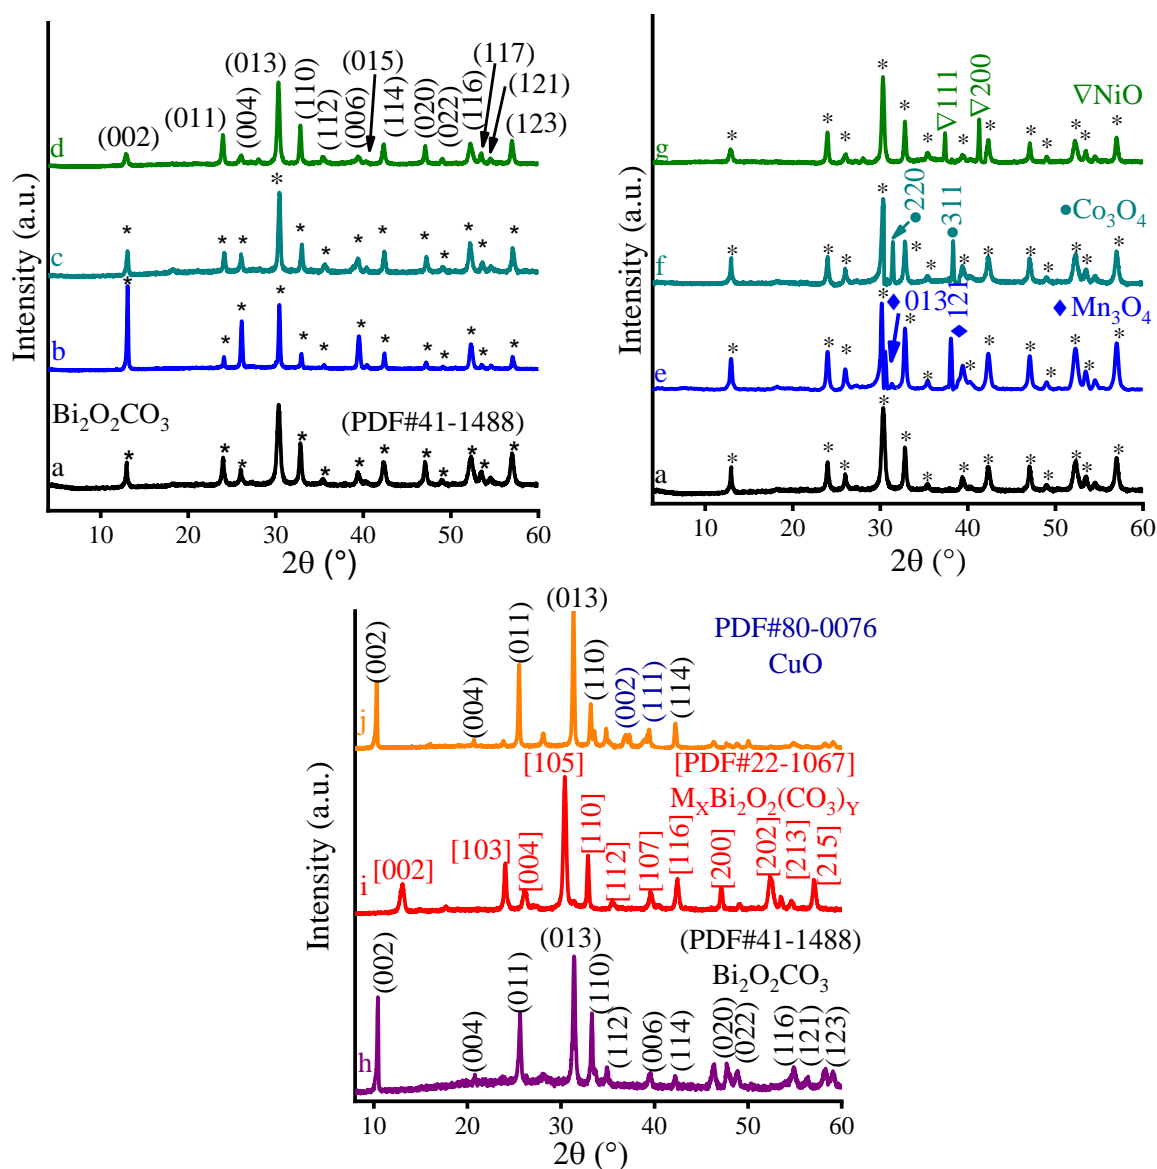 (013)
(015)
(117)
(011)
(004)
(110)
(112)
(006)
(114)
(020)
(022)
(116)
(121)
(002)
(123)
d
*
c
* * * * * * * * * * * *
b
* * * * * * * * * * * * *
Bi₂O₂CO₃
(PDF#41-1488)
a
* * * * * * * * * * * *
Intensity (a.u.)
10 20 30 40 50 60
2θ (°)
∇111
∇200
∇NiO
g
* * * * * * * * * * * * *
220
311
•Co₃O₄
f
* * * * * * * * * * * * *
013
121
♦Mn₃O₄
e
* * * * * * * * * * * * * *
a
* * * * * * * * * * * * *
Intensity (a.u.)
10 20 30 40 50 60
2θ (°)
(002)
(004)
(011)
(013)
(110)
(002)
(111)
(114)
PDF#80-0076
CuO
j
[105]
[PDF#22-1067]
MXBi₂O₂(CO₃)Y
[002]
[103]
[004]
[110]
[112]
[107]
[116]
[200]
[202]
[213]
[215]
i
(013)
(PDF#41-1488)
Bi₂O₂CO₃
(002)
(004)
(011)
(110)
(112)
(006)
(114)
(020)
(022)
(116)
(121)
(123)
h
Intensity (a.u.)
10 20 30 40 50 60
2θ (°)